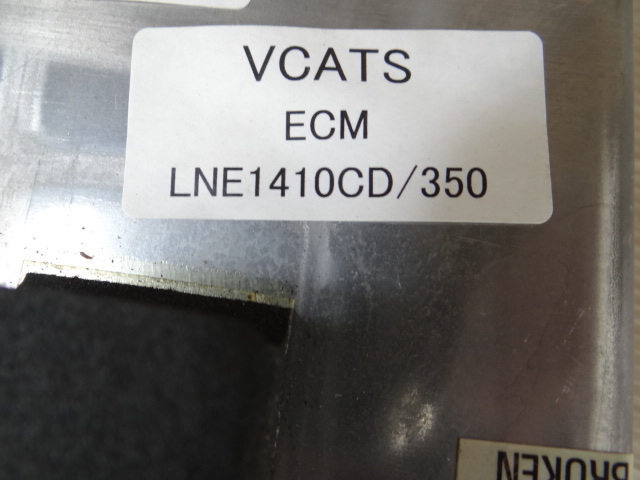 VCATS
ECM
LNE1410CD/350
BROKEN